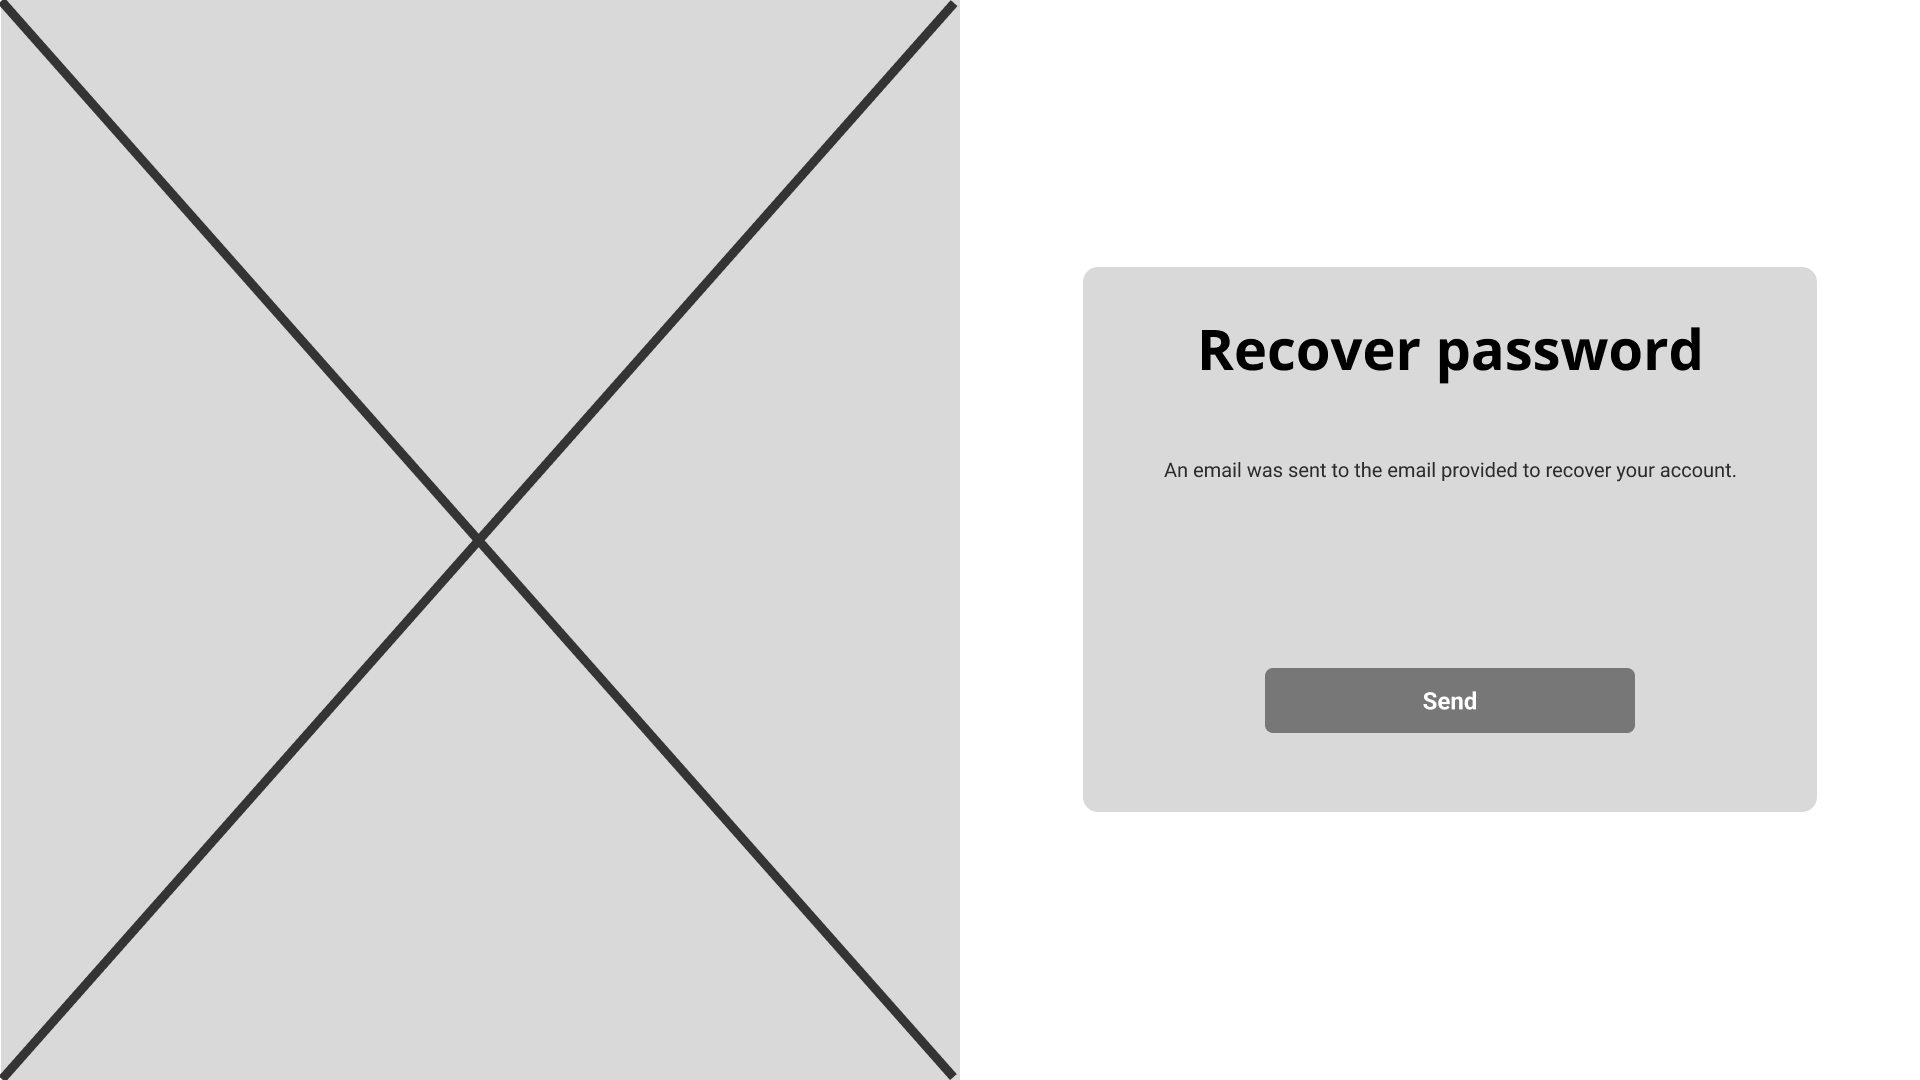 Recover password
An email was sent to the email provided to recover your account.
Send